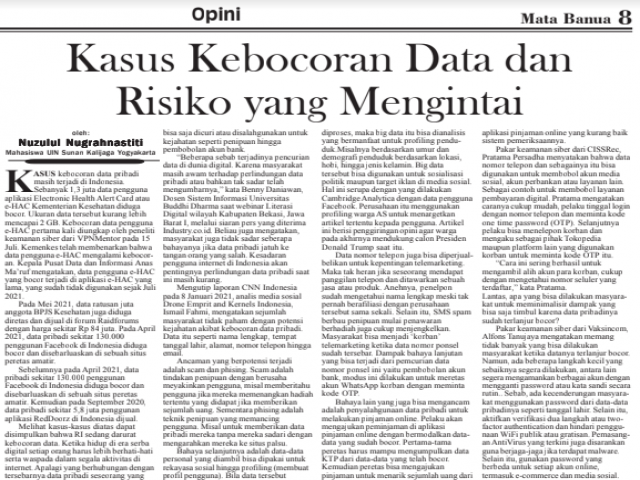 Opini
Mata Banua 8
Kasus Kebocoran Data dan
Risiko yang Mengintai
oleh:
Nuzulul Nugrahnastiti
Mahasiswa UIN Sunan Kalijaga Yogyakarta
KASUS kebocoran data pribadi
masih terjadi di Indonesia.
Sebanyak 1,3 juta data pengguna
aplikasi Electronic Health Alert Card atau
e-HAC Kementerian Kesehatan diduga
bocor. Ukuran data tersebut kurang lebih
mencapai 2 GB. Kebocoran data pengguna
e-HAC pertama kali diungkap oleh peneliti
keamanan siber dari VPNMentor pada 15
Juli. Kemenkes telah membenarkan bahwa
data pengguna e-HAC mengalami kebocor-
an. Kepala Pusat Data dan Informasi Anas
Ma'ruf mengatakan, data pengguna e-HAC
yang bocor terjadi di aplikasi e-HAC yang
lama, yang sudah tidak digunakan sejak Juli
2021.
Pada Mei 2021, data ratusan juta
anggota BPJS Kesehatan juga diduga
diretas dan dijual di forum Raidforums
dengan harga sekitar Rp 84 juta. Pada April
2021, data pribadi sekitar 130.000
pengguna Facebook di Indonesia diduga
bocor dan disebarluaskan di sebuah situs
peretas amatir.
Sebelumnya pada April 2021, data
pribadi sekitar 130.000 pengguna
Facebook di Indonesia diduga bocor dan
disebarluaskan di sebuah situs peretas
amatir. Kemudian pada September 2020,
data pribadi sekitar 5,8 juta pengguna
aplikasi RedDoorz di Indonesia dijual.
Melihat kasus-kasus diatas dapat
disimpulkan bahwa RI sedang darurat
kebocoran data. Ketika hidup di era serba
digital setiap orang harus lebih berhati-hati
serta waspada dalam segala aktivitas di
internet. Apalagi yang berhubungan dengan
tersebarnya data pribadi seseorang yang
bisa saja dicuri atau disalahgunakan untuk
kejahatan seperti penipuan hingga
pembobolan akun bank.
"Beberapa sebab terjadinya pencurian
data di dunia digital. Karena masyarakat
masih awam terhadap perlindungan data
pribadi atau bahkan tak sadar telah
mengumbarnya," kata Benny Daniawan,
Dosen Sistem Informasi Universitas
Buddhi Dharma saat webinar Literasi
Digital wilayah Kabupaten Bekasi, Jawa
Barat I, melalui siaran pers yang diterima
Industry.co.id. Beliau juga mengatakan,
masyarakat juga tidak sadar seberapa
bahayanya jika data pribadi jatuh ke
tangan orang yang salah. Kesadaran
pengguna internet di Indonesia akan
pentingnya perlindungan data pribadi saat
ini masih kurang.
Mengutip laporan CNN Indonesia
pada 8 Januari 2021, analis media sosial
Drone Emprit and Kernels Indonesia,
Ismail Fahmi, mengatakan sejumlah
masyarakat tidak paham dengan potensi
kejahatan akibat kebocoran data pribadi.
Data itu seperti nama lengkap, tempat
tanggal lahir, alamat, nomor telepon hingga
email.
Ancaman yang berpotensi terjadi
adalah scam dan phising. Scam adalah
tindakan penipuan dengan berusaha
meyakinkan pengguna, misal memberitahu
pengguna jika mereka memenangkan hadiah
tertentu yang didapat jika memberikan
sejumlah uang. Sementara phising adalah
teknik penipuan yang memancing
pengguna. Misal untuk memberikan data
pribadi mereka tanpa mereka sadari dengan
mengarahkan mereka ke situs palsu.
Bahaya selanjutnya adalah data-data
personal yang diambil bisa dipakai untuk
rekayasa sosial hingga profiling (membuat
profil pengguna). Bila data tersebut
diproses, maka big data itu bisa dianalisis
yang bermanfaat untuk profiling pendu-
duk.Misalnya berdasarkan umur dan
demografi penduduk berdasarkan lokasi,
hobi, hingga jenis kelamin. Big data
tersebut bisa digunakan untuk sosialisasi
politik maupun target iklan di media sosial.
Hal ini serupa dengan yang dilakukan
Cambridge Analytica dengan data pengguna
Facebook. Perusahaan itu menggunakan
profiling warga AS untuk menargetkan
artikel tertentu kepada pengguna. Artikel
ini berisi penggiringan opini agar warga
pada akhirnya mendukung calon Presiden
Donald Trump saat itu.
Data nomor telepon juga bisa diperjual-
belikan untuk kepentingan telemarketing.
Maka tak heran jika seseorang mendapat
panggilan telepon dan ditawarkan sebuah
jasa atau produk. Anehnya, penelpon
sudah mengetahui nama lengkap meski tak
pernah berafiliasi dengan perusahaan
tersebut sama sekali. Selain itu, SMS spam
berbau penipuan mulai penawaran
berhadiah juga cukup menjengkelkan.
Masyarakat bisa menjadi 'korban'
telemarketing ketika data nomor ponsel
sudah tersebar. Dampak bahaya lanjutan
yang bisa terjadi dari pencurian data
nomor ponsel ini yaitu pembobolan akun
bank, modus ini dilakukan untuk meretas
akun WhatsApp korban dengan meminta
kode OTP.
Bahaya lain yang juga bisa mengancam
adalah penyalahgunaan data pribadi untuk
melakukan pinjaman online. Pelaku akan
mengajukan peminjaman di aplikasi
pinjaman online dengan bermodalkan data-
data yang sudah bocor. Pertama-tama
peretas harus mampu mengumpulkan data
KTP dari data-data yang telah bocor.
Kemudian peretas bisa mengajukan
pinjaman untuk menarik sejumlah uang dari
aplikasi pinjaman online yang kurang baik
sistem pemeriksaannya.
Pakar keamanan siber dari CISSRec,
Pratama Persadha menyatakan bahwa data
nomor telepon dan sebagainya itu bisa
digunakan untuk membobol akun media
sosial, akun perbankan atau layanan lain.
Sebagai contoh untuk membobol layanan
pembayaran digital. Pratama mengatakan
caranya cukup mudah, pelaku tinggal login
dengan nomor telepon dan meminta kode
one time password (OTP). Selanjutnya
pelaku bisa menelepon korban dan
mengaku sebagai pihak Tokopedia
maupun platform lain yang digunakan
korban untuk meminta kode OTP itu.
"Cara ini sering berhasil untuk
mengambil alih akun para korban, cukup
dengan mengetahui nomor seluler yang
terdaftar," kata Pratama.
Lantas, apa yang bisa dilakukan masyara-
kat untuk meminimalisir dampak yang
bisa saja timbul karena data pribadinya
sudah terlanjur bocor?
Pakar keamanan siber dari Vaksincom,
Alfons Tanujaya mengatakan memang
tidak banyak yang bisa dilakukan
masyarakat ketika datanya terlanjur bocor.
Namun, ada beberapa langkah kecil yang
sebaiknya segera dilakukan, antara lain
segera mengamankan berbagai akun dengan
mengganti password atau kata sandi secara
rutin. Sebab, ada kecenderungan masyara-
kat menggunakan password dari data-data
pribadinya seperti tanggal lahir. Selain itu,
aktifkan verifikasi dua langkah atau two-
factor authentication dan hindari penggu-
naan WiFi publik atau gratisan. Pemasang-
an AntiVirus yang terkini juga disarankan
guna berjaga-jaga jika terdapat malware.
Selain itu, gunakan password yang
berbeda untuk setiap akun online,
termasuk e-commerce dan media sosial.